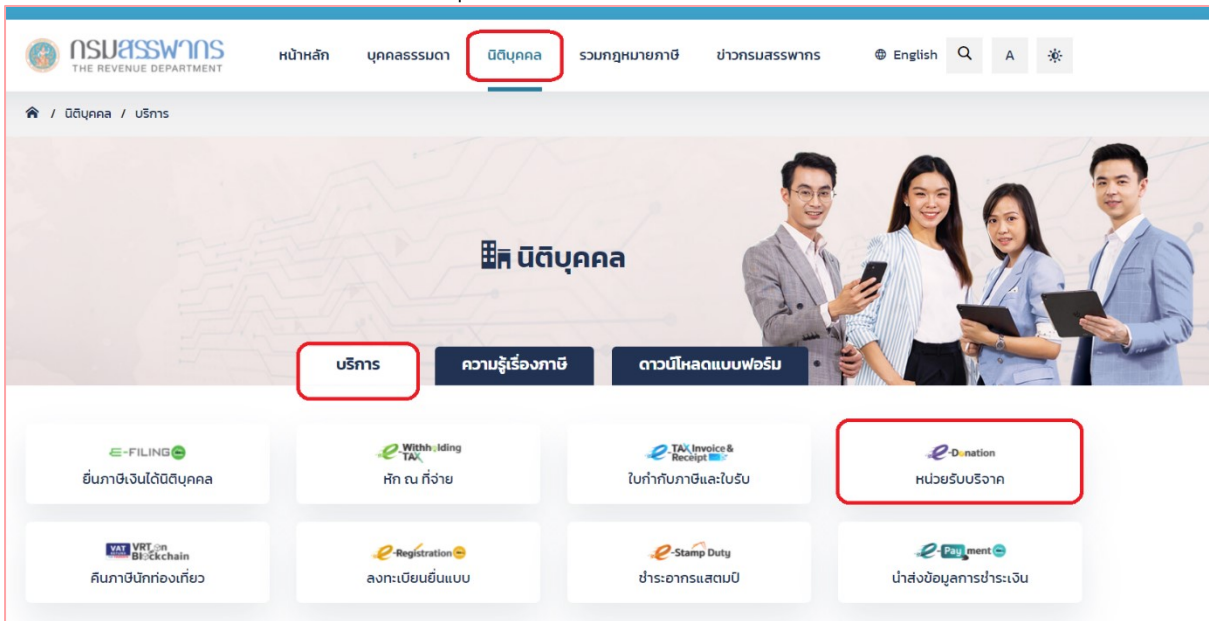 กรมสรรพากร
THE REVENUE DEPARTMENT
หน้าหลัก บุคคลธรรมดา นิติบุคคล รวมกฎหมายภาษี ข่าวกรมสรรพากร English A
/ นิติบุคคล / บริการ
นิติบุคคล
บริการ ความรู้เรื่องภาษี ดาวน์โหลดแบบฟอร์ม
E-FILING
ยื่นภาษีเงินได้นิติบุคคล
e-Withholding TAX
หัก ณ ที่จ่าย
e-TAX Invoice & Receipt
ใบกำกับภาษีและใบรับ
e-Donation
หน่วยรับบริจาค
VAT VRT on Blockchain
คืนภาษีนักท่องเที่ยว
e-Registration
ลงทะเบียนยื่นแบบ
e-Stamp Duty
ชำระอากรแสตมป์
e-Payment
นำส่งข้อมูลการชำระเงิน